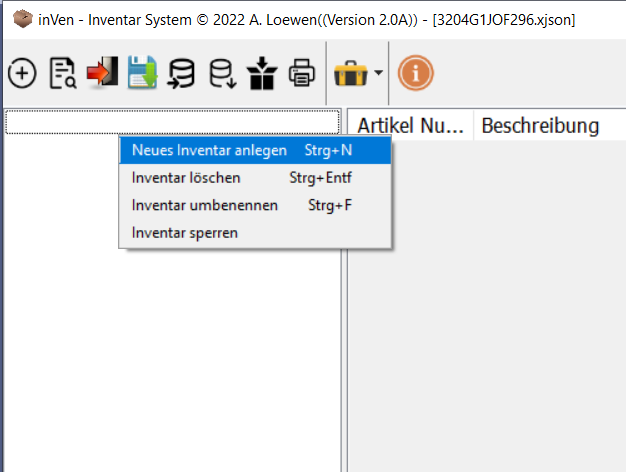 inVen - Inventar System © 2022 A. Loewen((Version 2.0A)) - [3204G1JOF296.xjson]
Artikel Nu... Beschreibung
Neues Inventar anlegen Strg+N
Inventar löschen Strg+Entf
Inventar umbenennen Strg+F
Inventar sperren